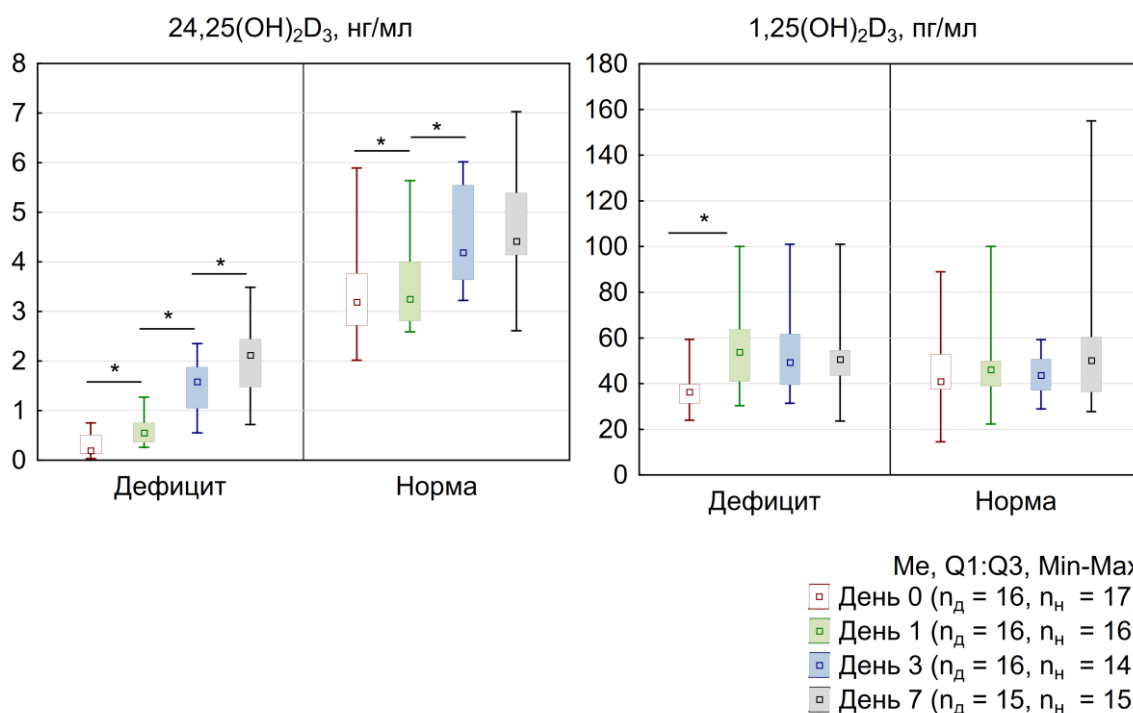 24,25(OH)₂D₃, нг/мл
8
7
6
5
4
3
2
1
0
*
*
*
*
*
Дефицит
Норма
1,25(OH)₂D₃, пг/мл
180
160
140
120
100
80
60
40
20
0
*
Дефицит
Норма
Me, Q1:Q3, Min-Max
День 0 (nд = 16, nн = 17
День 1 (nд = 16, nн = 16
День 3 (nд = 16, nн = 14
День 7 (nд = 15, nн = 15